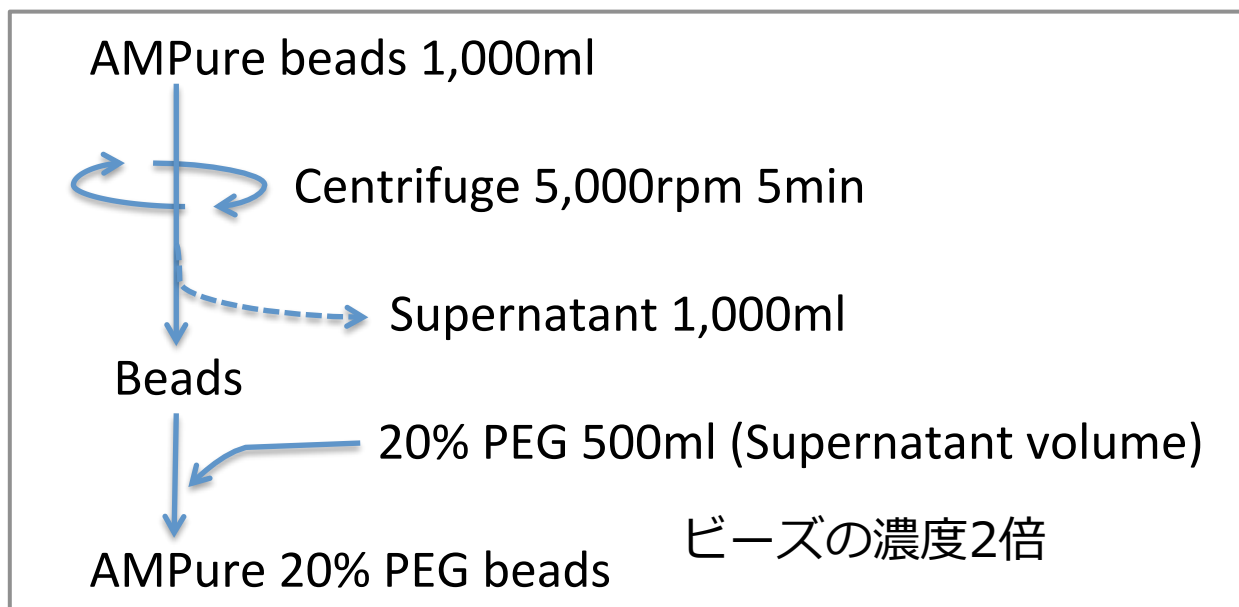 AMPure beads 1,000ml
Centrifuge 5,000rpm 5min
Supernatant 1,000ml
Beads
20% PEG 500ml (Supernatant volume)
ビーズの濃度2倍
AMPure 20% PEG beads